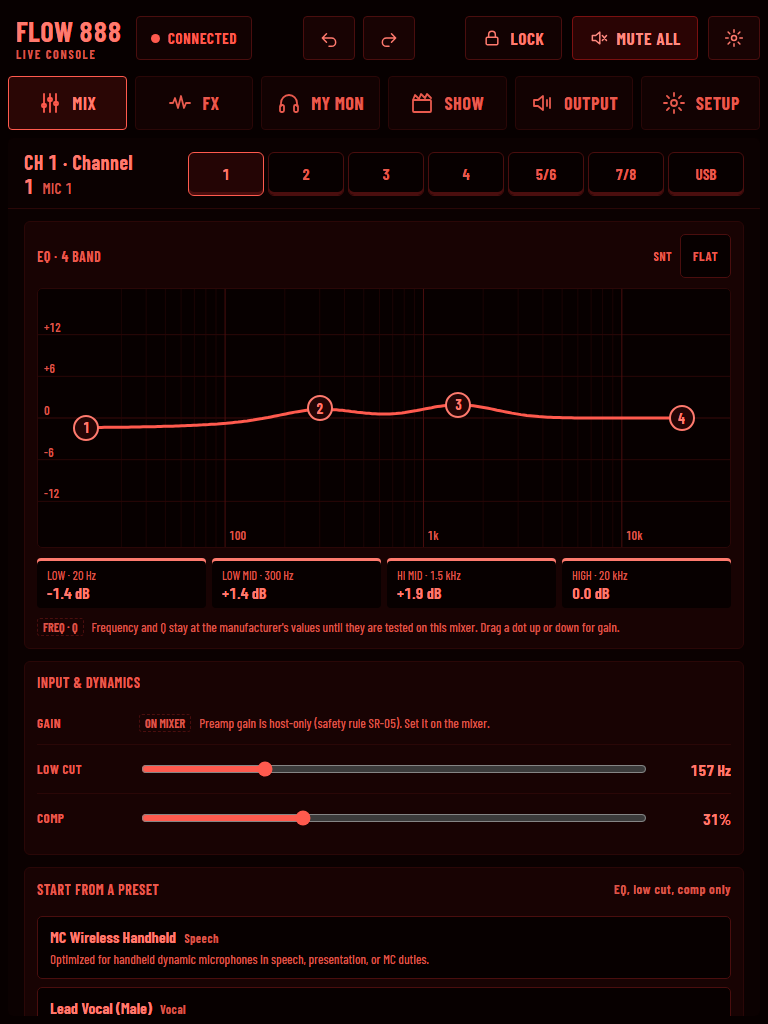 FLOW 888
LIVE CONSOLE
CONNECTED
LOCK
MUTE ALL
MIX
FX
MY MON
SHOW
OUTPUT
SETUP
CH 1 · Channel
1 MIC 1
1
2
3
4
5/6
7/8
USB
EQ · 4 BAND
SNT
FLAT
+12
+6
0
-6
-12
1
2
3
4
100
1k
10k
LOW · 20 Hz
-1.4 dB
LOW MID · 300 Hz
+1.4 dB
HI MID · 1.5 kHz
+1.9 dB
HIGH · 20 kHz
0.0 dB
FREQ · Q Frequency and Q stay at the manufacturer's values until they are tested on this mixer. Drag a dot up or down for gain.
INPUT & DYNAMICS
GAIN
ON MIXER Preamp gain is host-only (safety rule SR-05). Set it on the mixer.
LOW CUT
157 Hz
COMP
31%
START FROM A PRESET
EQ, low cut, comp only
MC Wireless Handheld Speech
Optimized for handheld dynamic microphones in speech, presentation, or MC duties.
Lead Vocal (Male) Vocal